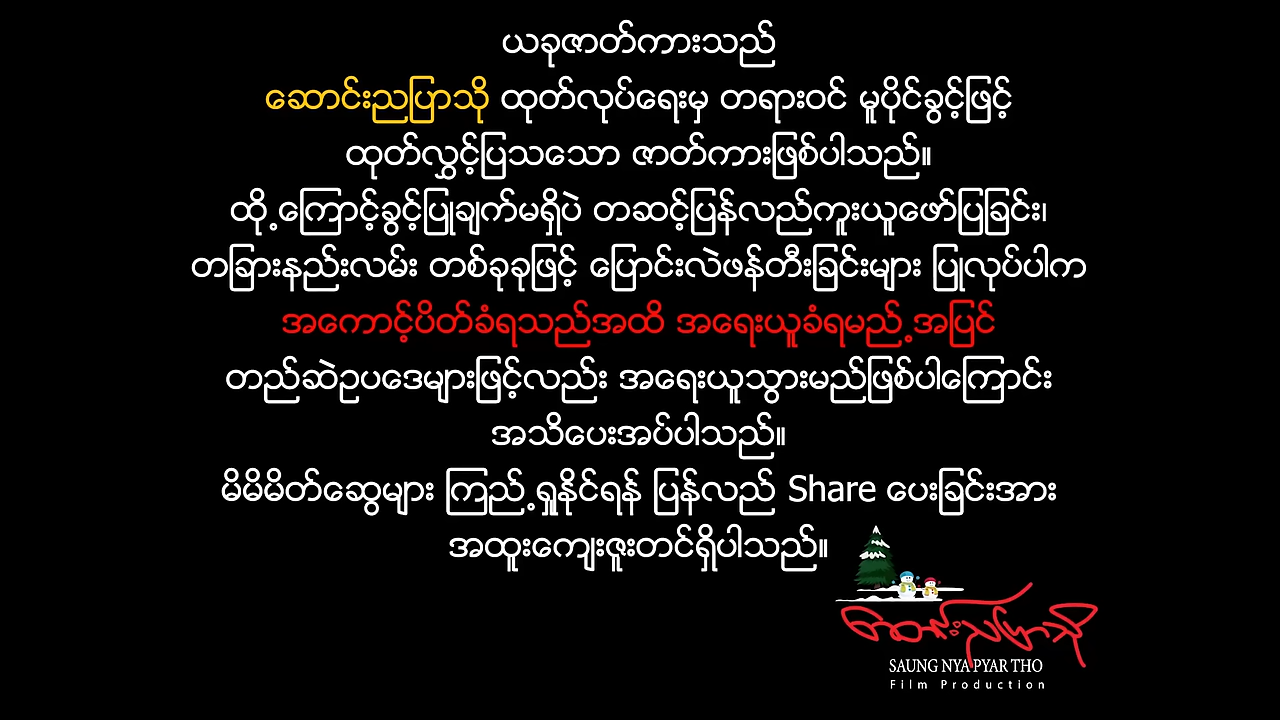 ယခုဇာတ်ကားသည်
ဆောင်းညပြာသို ထုတ်လုပ်ရေးမှ တရားဝင် မူပိုင်ခွင့်ဖြင့်
ထုတ်လွှင့်ပြသသော ဇာတ်ကားဖြစ်ပါသည်။
ထို့ကြောင့်ခွင့်ပြုချက်မရှိပဲ တဆင့်ပြန်လည်ကူးယူဖော်ပြခြင်း၊
တခြားနည်းလမ်း တစ်ခုခုဖြင့် ပြောင်းလဲဖန်တီးခြင်းများ ပြုလုပ်ပါက
အကောင့်ပိတ်ခံရသည်အထိ အရေးယူခံရမည့်အပြင်
တည်ဆဲဥပဒေများဖြင့်လည်း အရေးယူသွားမည်ဖြစ်ပါကြောင်း
အသိပေးအပ်ပါသည်။
မိမိမိတ်ဆွေများ ကြည့်ရှုနိုင်ရန် ပြန်လည် Share ပေးခြင်းအား
အထူးကျေးဇူးတင်ရှိပါသည်။
ဆောင်းညပြာသို
SAUNG NYA PYAR THO
Film Production